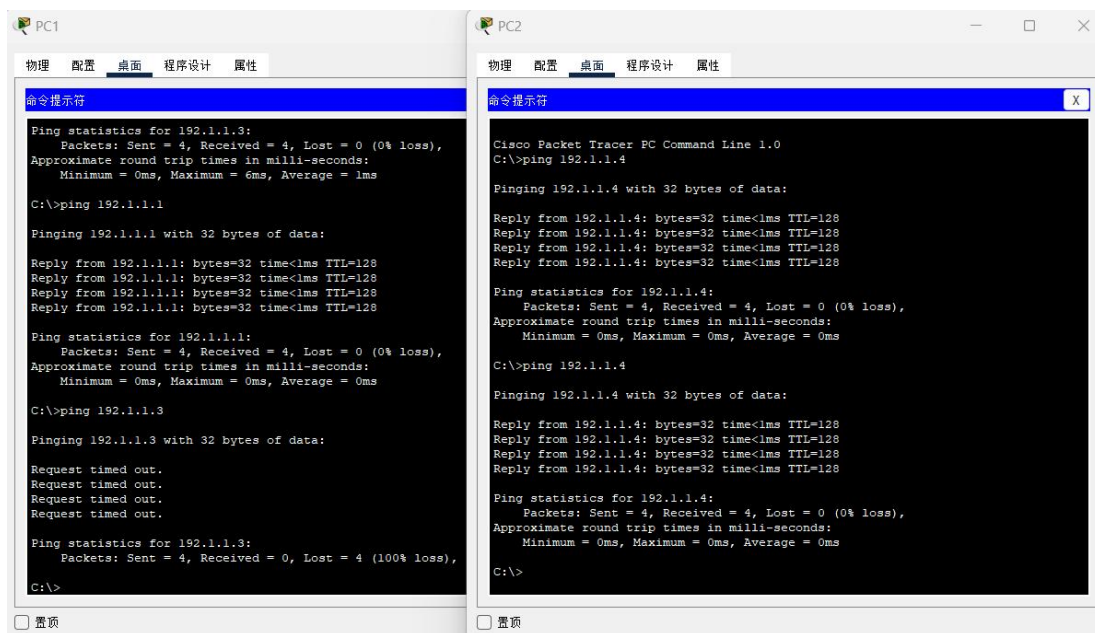 PC1
物理 配置 桌面 程序设计 属性
命令提示符
Ping statistics for 192.1.1.3:
Packets: Sent = 4, Received = 4, Lost = 0 (0% loss),
Approximate round trip times in milli-seconds:
Minimum = 0ms, Maximum = 6ms, Average = 1ms
C:\>ping 192.1.1.1
Pinging 192.1.1.1 with 32 bytes of data:
Reply from 192.1.1.1: bytes=32 time<1ms TTL=128
Reply from 192.1.1.1: bytes=32 time<1ms TTL=128
Reply from 192.1.1.1: bytes=32 time<1ms TTL=128
Reply from 192.1.1.1: bytes=32 time<1ms TTL=128
Ping statistics for 192.1.1.1:
Packets: Sent = 4, Received = 4, Lost = 0 (0% loss),
Approximate round trip times in milli-seconds:
Minimum = 0ms, Maximum = 0ms, Average = 0ms
C:\>ping 192.1.1.3
Pinging 192.1.1.3 with 32 bytes of data:
Request timed out.
Request timed out.
Request timed out.
Request timed out.
Ping statistics for 192.1.1.3:
Packets: Sent = 4, Received = 0, Lost = 4 (100% loss),
C:\>
置顶
PC2
物理 配置 桌面 程序设计 属性
命令提示符
X
Cisco Packet Tracer PC Command Line 1.0
C:\>ping 192.1.1.4
Pinging 192.1.1.4 with 32 bytes of data:
Reply from 192.1.1.4: bytes=32 time<1ms TTL=128
Reply from 192.1.1.4: bytes=32 time<1ms TTL=128
Reply from 192.1.1.4: bytes=32 time<1ms TTL=128
Reply from 192.1.1.4: bytes=32 time<1ms TTL=128
Ping statistics for 192.1.1.4:
Packets: Sent = 4, Received = 4, Lost = 0 (0% loss),
Approximate round trip times in milli-seconds:
Minimum = 0ms, Maximum = 0ms, Average = 0ms
C:\>ping 192.1.1.4
Pinging 192.1.1.4 with 32 bytes of data:
Reply from 192.1.1.4: bytes=32 time<1ms TTL=128
Reply from 192.1.1.4: bytes=32 time<1ms TTL=128
Reply from 192.1.1.4: bytes=32 time<1ms TTL=128
Reply from 192.1.1.4: bytes=32 time<1ms TTL=128
Ping statistics for 192.1.1.4:
Packets: Sent = 4, Received = 4, Lost = 0 (0% loss),
Approximate round trip times in milli-seconds:
Minimum = 0ms, Maximum = 0ms, Average = 0ms
C:\>
置顶